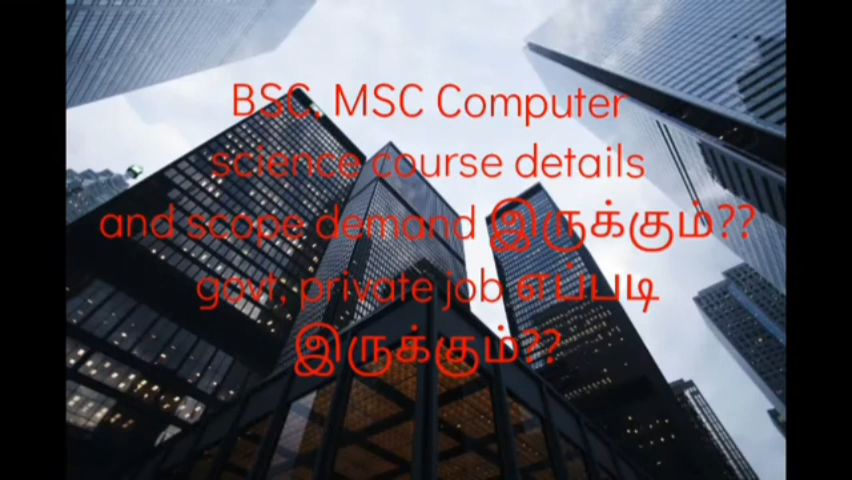 BSC, MSC Computer
science course details
and scope demand இருக்கும்??
govt, private job எப்படி
இருக்கும்??